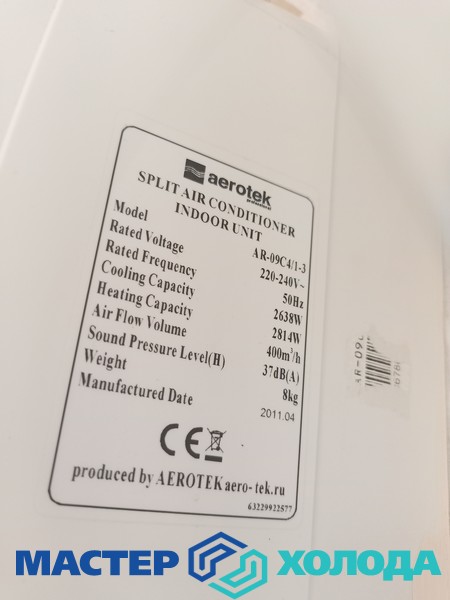 aerotek
SPLIT AIR CONDITIONER
INDOOR UNIT
Model AR-09C4/1-3
Rated Voltage 220-240V~
Rated Frequency 50Hz
Cooling Capacity 2638W
Heating Capacity 2814W
Air Flow Volume 400m³/h
Sound Pressure Level(H) 37dB(A)
Weight 8kg
Manufactured Date 2011.04
CE
produced by AEROTEK aero-tek.ru
63229922577
AR-09C
МАСТЕР ХОЛОДА